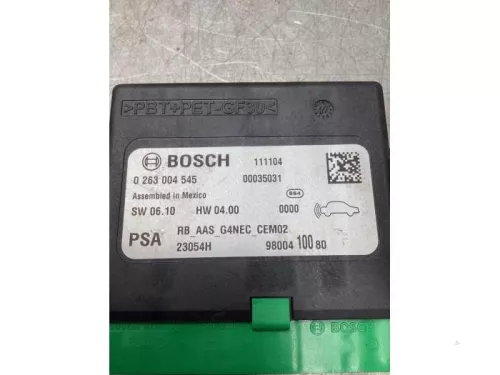 >PBT+PET-GF30<
BOSCH 111104
0 263 004 545 00035031
Assembled in Mexico 664
SW 06.10 HW 04.00 0000
PSA RB_AAS_G4NEC_CEM02
23054H 98004 100 80
BOSCH